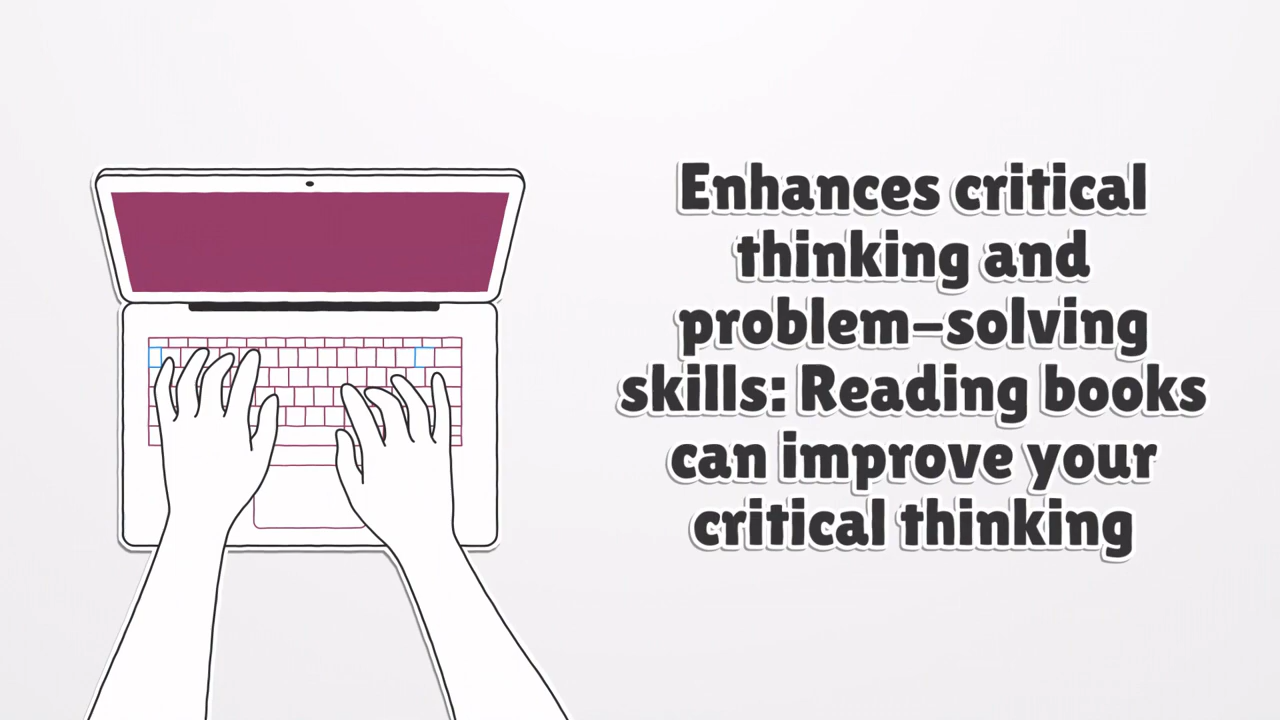 Enhances critical
thinking and
problem–solving
skills: Reading books
can improve your
critical thinking